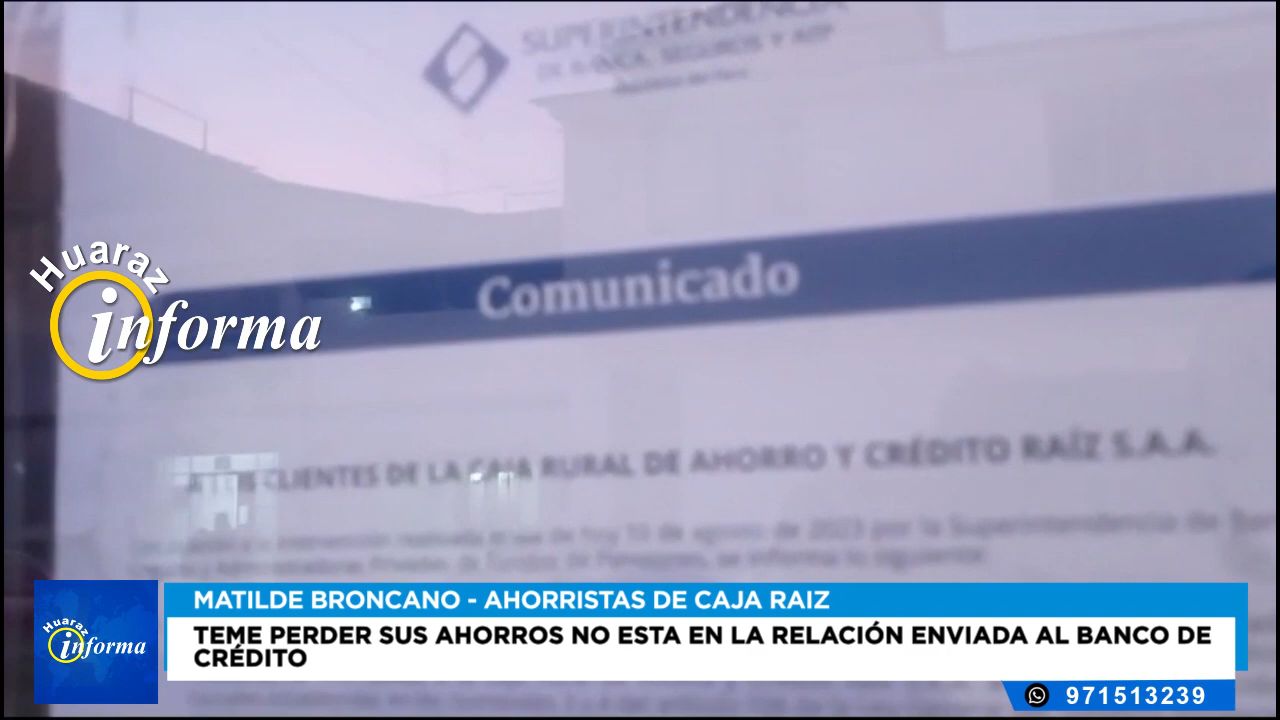 SUPERINTENDENCIA
DE BANCA, SEGUROS Y AFP
Comunicado
Huaraz
informa
A LOS CLIENTES DE LA CAJA RURAL DE AHORRO Y CRÉDITO RAÍZ S.A.A.
hoy 10 de agosto de 2023 por la Superintendencia de
Administradoras Privadas de Fondos de Pensiones, se informa lo siguiente:
MATILDE BRONCANO - AHORRISTAS DE CAJA RAIZ
TEME PERDER SUS AHORROS NO ESTA EN LA RELACIÓN ENVIADA AL BANCO DE
CRÉDITO
Huaraz
informa
971513239